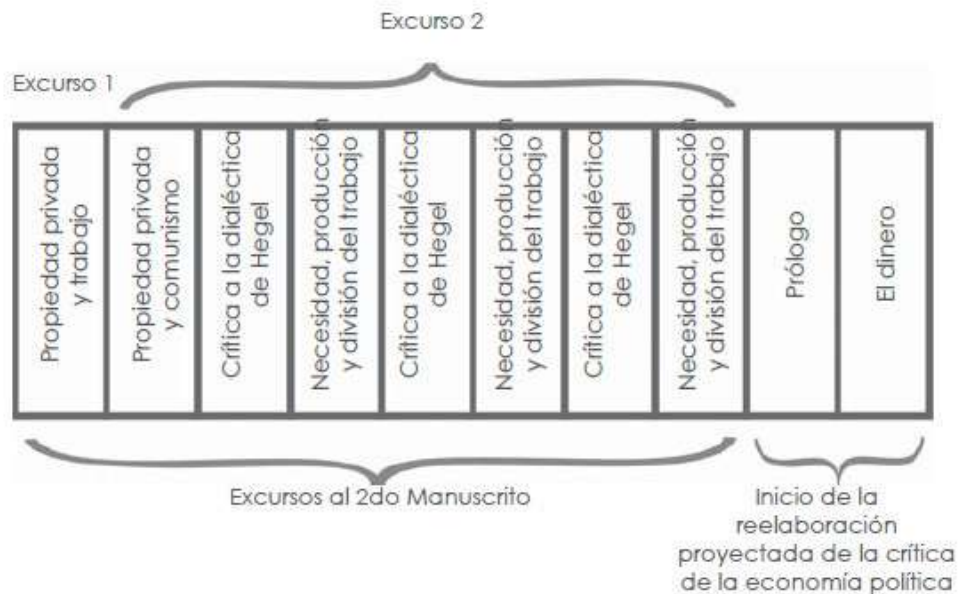 Excurso 2
Excurso 1
Propiedad privada
y trabajo
Propiedad privada
y comunismo
Crítica a la dialéctica
de Hegel
Necesidad, producción
y división del trabajo
Crítica a la dialéctica
de Hegel
Necesidad, producción
y división del trabajo
Crítica a la dialéctica
de Hegel
Necesidad, producción
y división del trabajo
Prólogo
El dinero
Excursos al 2do Manuscrito
Inicio de la
reelaboración
proyectada de la crítica
de la economía política